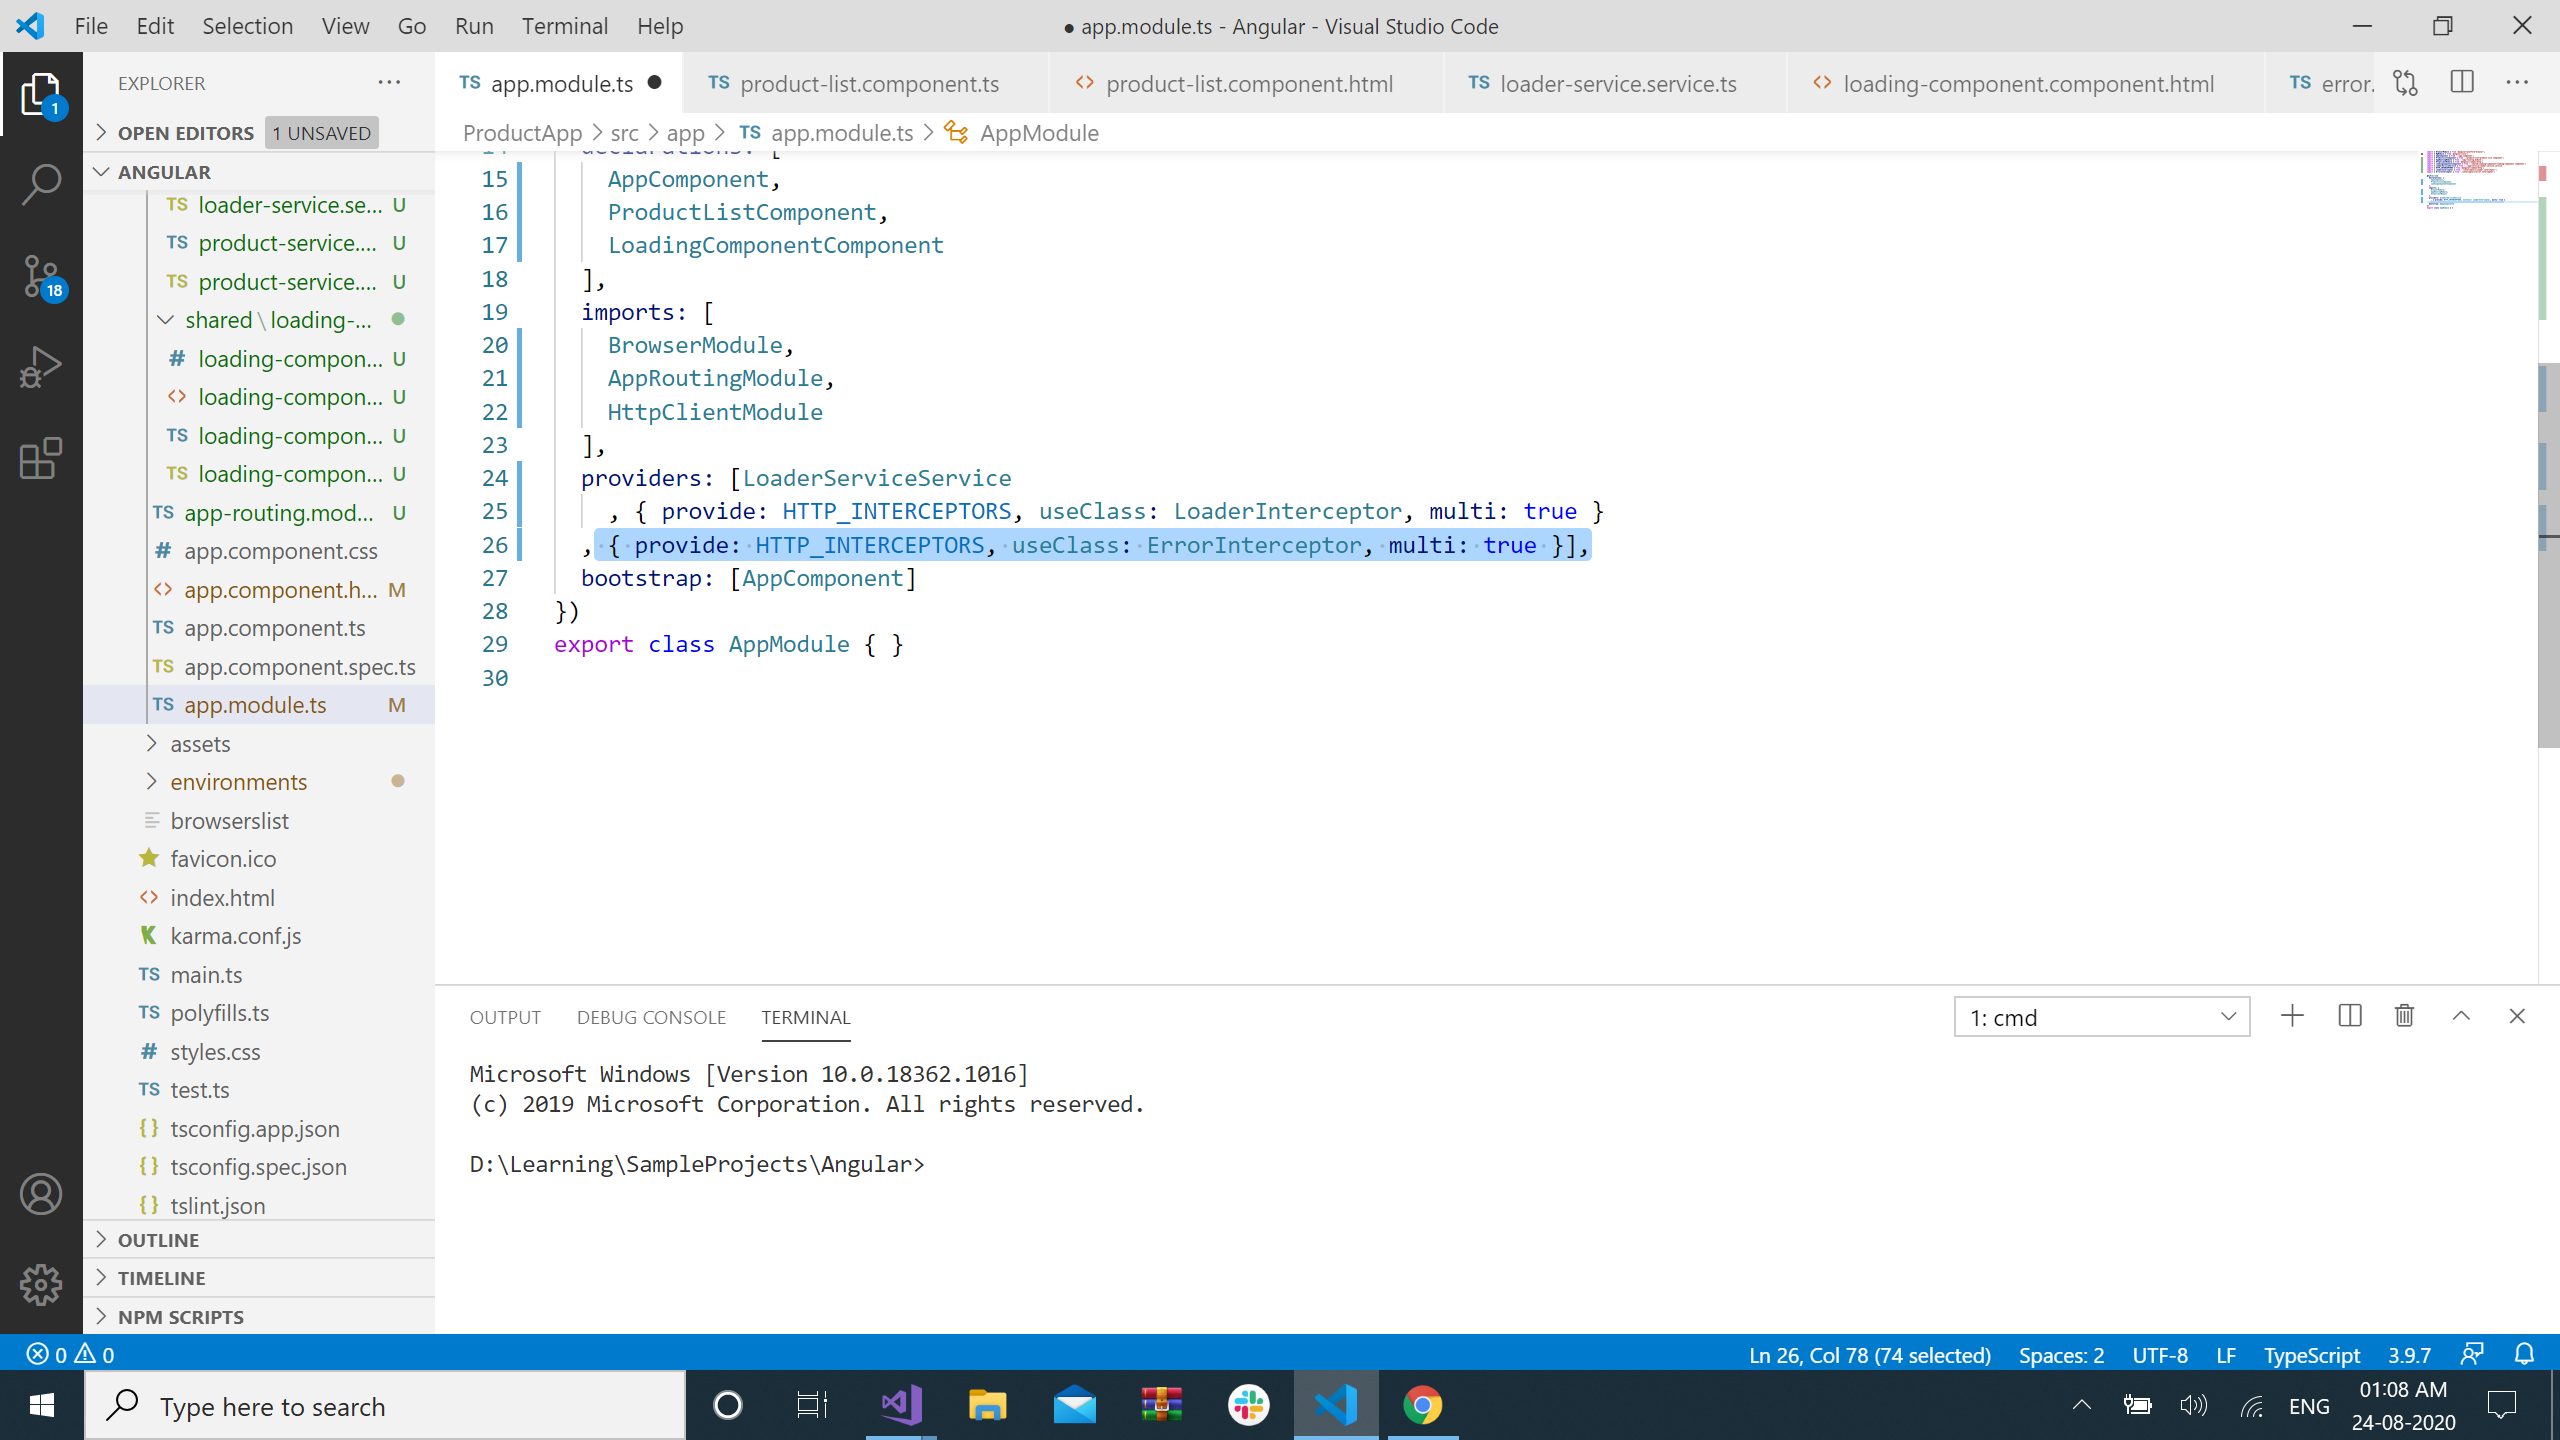 File Edit Selection View Go Run Terminal Help
● app.module.ts - Angular - Visual Studio Code
EXPLORER
TS app.module.ts
TS product-list.component.ts
<> product-list.component.html
TS loader-service.service.ts
<> loading-component.component.html
TS error.
OPEN EDITORS 1 UNSAVED
ProductApp > src > app > TS app.module.ts > AppModule
1
ANGULAR
TS loader-service.se... U
TS product-service.... U
TS product-service.... U
shared\loading-...
# loading-compon... U
<> loading-compon... U
TS loading-compon... U
TS loading-compon... U
TS app-routing.mod... U
# app.component.css
<> app.component.h... M
TS app.component.ts
TS app.component.spec.ts
TS app.module.ts M
assets
environments
browserslist
favicon.ico
<> index.html
karma.conf.js
TS main.ts
TS polyfills.ts
# styles.css
TS test.ts
{} tsconfig.app.json
{} tsconfig.spec.json
{} tslint.json
OUTLINE
TIMELINE
NPM SCRIPTS
18
14 declarations: [
15 AppComponent,
16 ProductListComponent,
17 LoadingComponentComponent
18 ],
19 imports: [
20 BrowserModule,
21 AppRoutingModule,
22 HttpClientModule
23 ],
24 providers: [LoaderServiceService
25 , { provide: HTTP_INTERCEPTORS, useClass: LoaderInterceptor, multi: true }
26 , { provide: HTTP_INTERCEPTORS, useClass: ErrorInterceptor, multi: true }],
27 bootstrap: [AppComponent]
28 })
29 export class AppModule { }
30
OUTPUT DEBUG CONSOLE TERMINAL
1: cmd
Microsoft Windows [Version 10.0.18362.1016]
(c) 2019 Microsoft Corporation. All rights reserved.
D:\Learning\SampleProjects\Angular>
0 0
Ln 26, Col 78 (74 selected) Spaces: 2 UTF-8 LF TypeScript 3.9.7
Type here to search
ENG
01:08 AM
24-08-2020